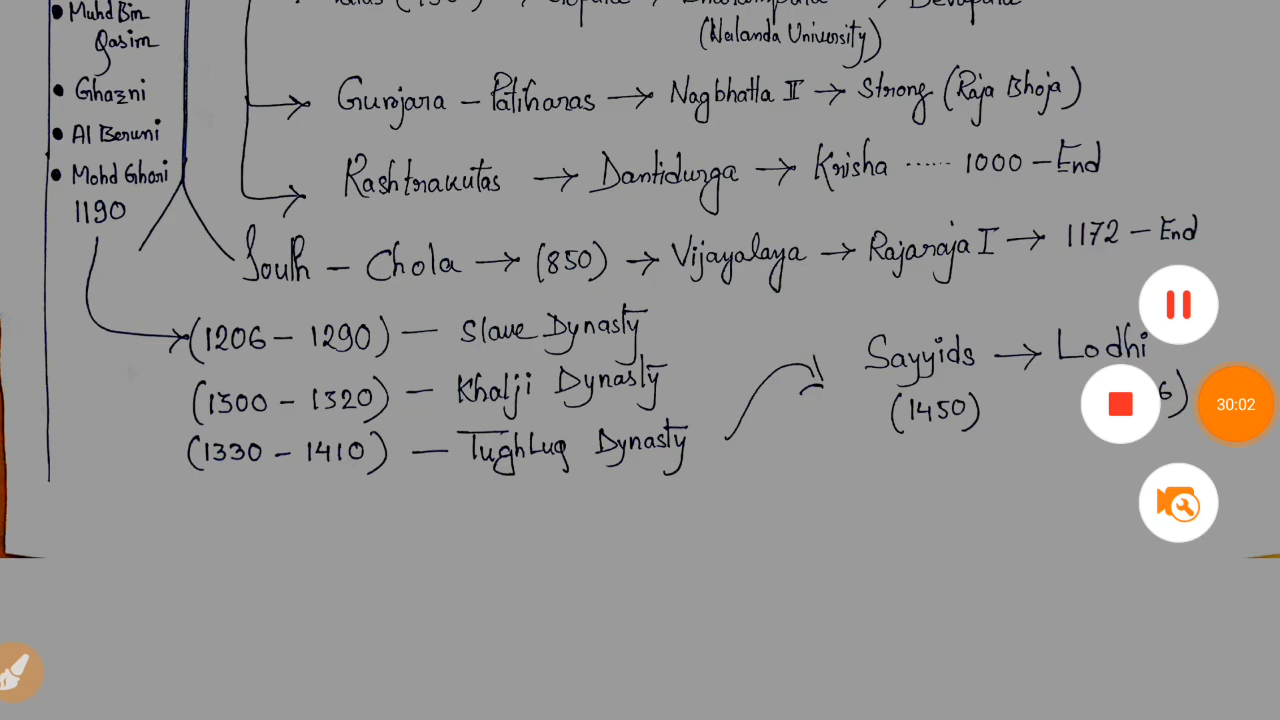 Muhd Bin
Qasim
Ghazni
Al Beruni
Mohd Ghori
1190
(Nalanda University)
Gurjara – Patiharas → Nagbhatta II → Strong (Raja Bhoja)
Rashtrakutas → Dantidurga → Krisha ...... 1000 – End
South – Chola → (850) → Vijayalaya → Rajaraja I → 1172 – End
(1206 – 1290) — Slave Dynasty
(1300 – 1320) — Khalji Dynasty
(1330 – 1410) — Tughluq Dynasty
Sayyids → Lodhi
(1450)
6)
30:02